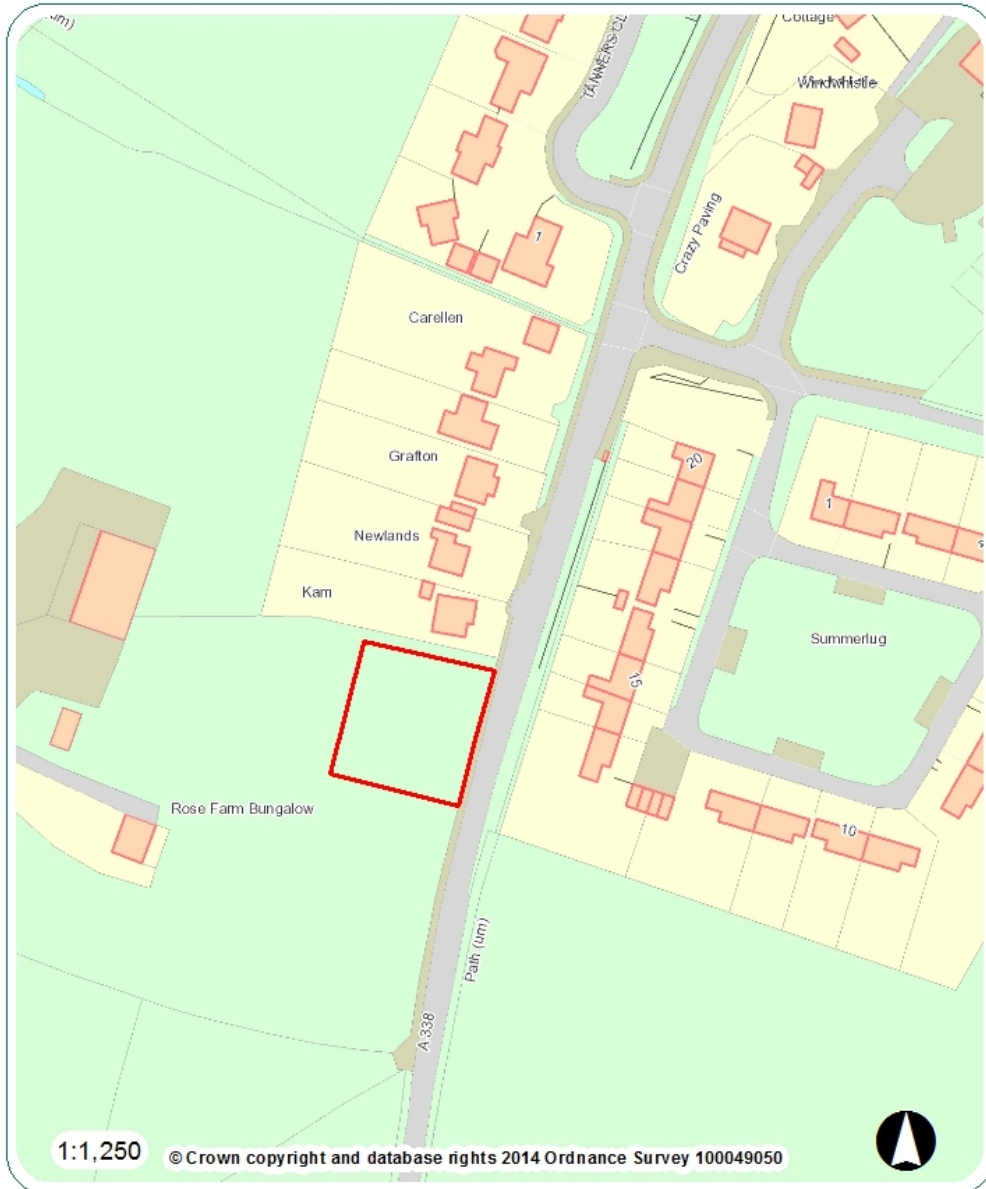 TANNERS CL
Cottage
Windwhistle
Crazy Paving
1
Carellen
Grafton
20
1
Newlands
Kam
Summerlug
15
Rose Farm Bungalow
10
Path (um)
A 338
1:1,250
© Crown copyright and database rights 2014 Ordnance Survey 100049050